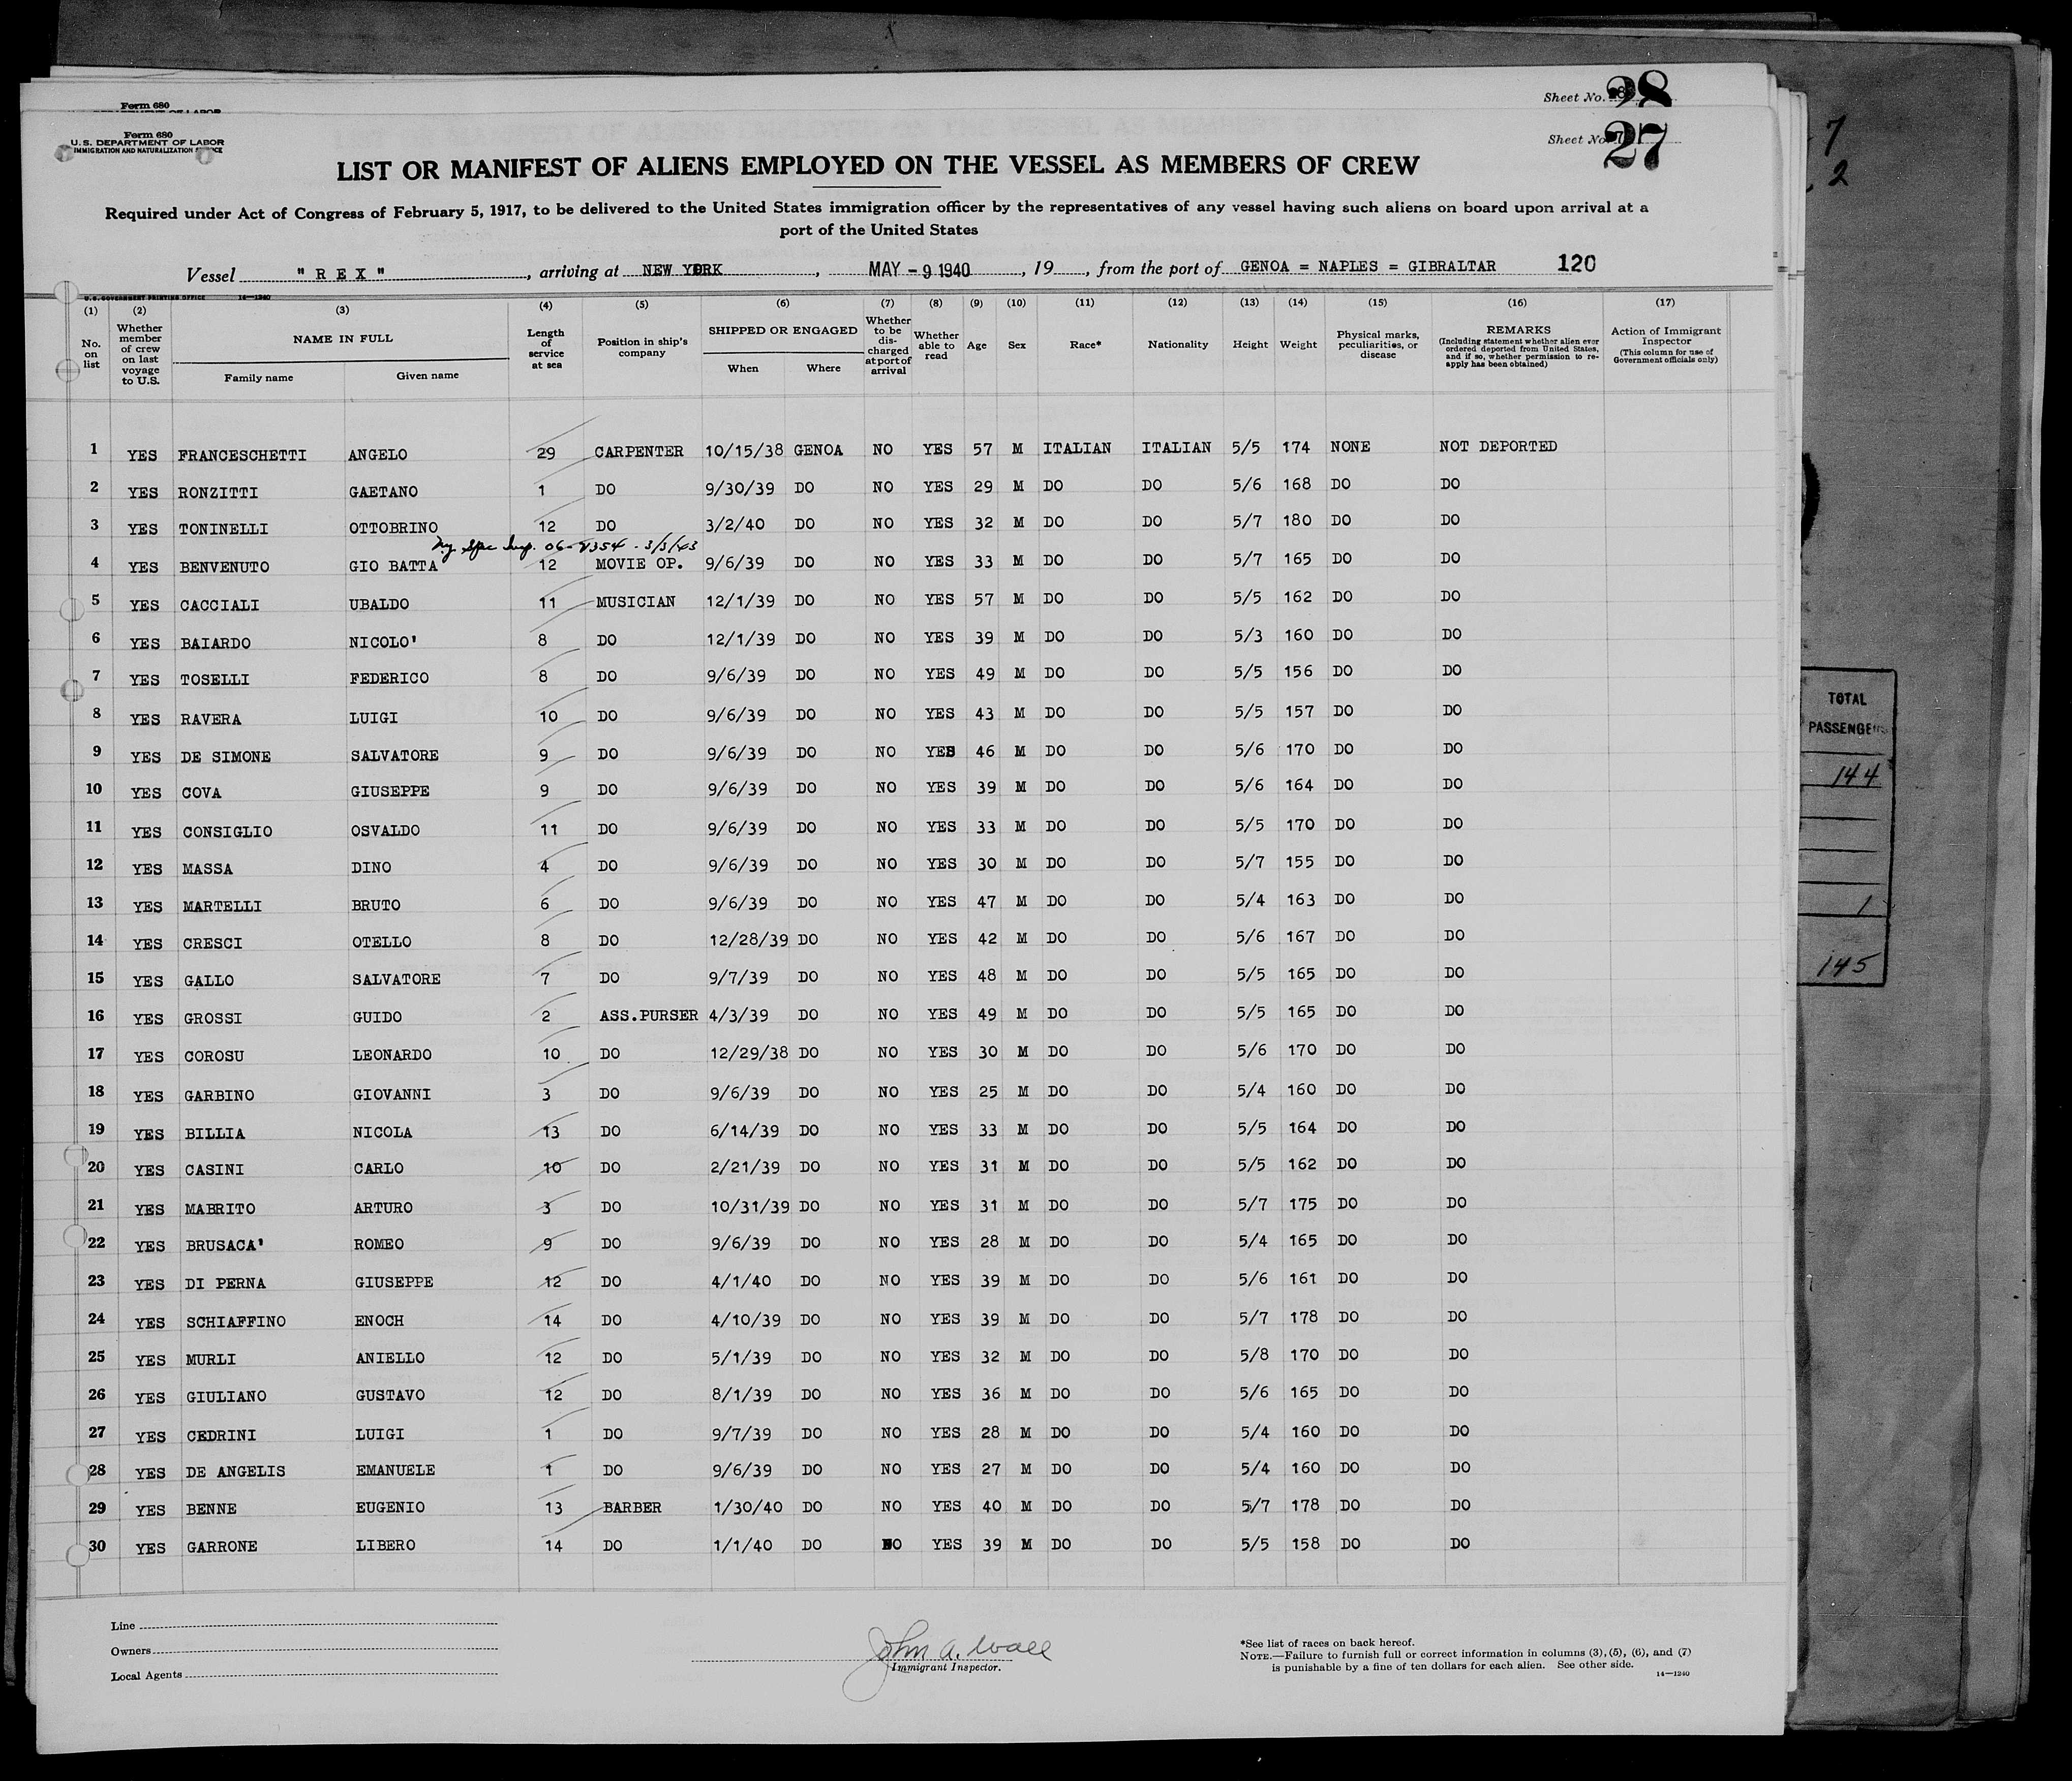 Form 680
Sheet No. 28
Form 680
U.S. DEPARTMENT OF LABOR
IMMIGRATION AND NATURALIZATION
Sheet No. 27
LIST OR MANIFEST OF ALIENS EMPLOYED ON THE VESSEL AS MEMBERS OF CREW
Required under Act of Congress of February 5, 1917, to be delivered to the United States immigration officer by the representatives of any vessel having such aliens on board upon arrival at a
port of the United States
Vessel " R E X ", arriving at NEW YORK, MAY - 9 1940, 19, from the port of GENOA = NAPLES = GIBRALTAR 120
U.S. GOVERNMENT PRINTING OFFICE 14—1240
(1) (2) (3) (4) (5) (6) (7) (8) (9) (10) (11) (12) (13) (14) (15) (16) (17)
No. on list
Whether member of crew on last voyage to U.S.
NAME IN FULL
Family name Given name
Length of service at sea
Position in ship's company
SHIPPED OR ENGAGED
When Where
Whether to be discharged at port of arrival
Whether able to read
Age
Sex
Race*
Nationality
Height
Weight
Physical marks, peculiarities, or disease
REMARKS
(Including statement whether alien ever ordered deported from United States, and if so, whether permission to reapply has been obtained)
Action of Immigrant Inspector
(This column for use of Government officials only)
1 YES FRANCESCHETTI ANGELO 29 CARPENTER 10/15/38 GENOA NO YES 57 M ITALIAN ITALIAN 5/5 174 NONE NOT DEPORTED
2 YES RONZITTI GAETANO 1 DO 9/30/39 DO NO YES 29 M DO DO 5/6 168 DO DO
3 YES TONINELLI OTTOBRINO 12 DO 3/2/40 DO NO YES 32 M DO DO 5/7 180 DO DO
3/3/43
4 YES BENVENUTO GIO BATTA 12 MOVIE OP. 9/6/39 DO NO YES 33 M DO DO 5/7 165 DO DO
5 YES CACCIALI UBALDO 11 MUSICIAN 12/1/39 DO NO YES 57 M DO DO 5/5 162 DO DO
6 YES BAIARDO NICOLO' 8 DO 12/1/39 DO NO YES 39 M DO DO 5/3 160 DO DO
7 YES TOSELLI FEDERICO 8 DO 9/6/39 DO NO YES 49 M DO DO 5/5 156 DO DO
8 YES RAVERA LUIGI 10 DO 9/6/39 DO NO YES 43 M DO DO 5/5 157 DO DO
9 YES DE SIMONE SALVATORE 9 DO 9/6/39 DO NO YES 46 M DO DO 5/6 170 DO DO
10 YES COVA GIUSEPPE 9 DO 9/6/39 DO NO YES 39 M DO DO 5/6 164 DO DO
11 YES CONSIGLIO OSVALDO 11 DO 9/6/39 DO NO YES 33 M DO DO 5/5 170 DO DO
12 YES MASSA DINO 4 DO 9/6/39 DO NO YES 30 M DO DO 5/7 155 DO DO
13 YES MARTELLI BRUTO 6 DO 9/6/39 DO NO YES 47 M DO DO 5/4 163 DO DO
14 YES CRESCI OTELLO 8 DO 12/28/39 DO NO YES 42 M DO DO 5/6 167 DO DO
15 YES GALLO SALVATORE 7 DO 9/7/39 DO NO YES 48 M DO DO 5/5 165 DO DO
16 YES GROSSI GUIDO 2 ASS.PURSER 4/3/39 DO NO YES 49 M DO DO 5/5 165 DO DO
17 YES COROSU LEONARDO 10 DO 12/29/38 DO NO YES 30 M DO DO 5/6 170 DO DO
18 YES GARBINO GIOVANNI 3 DO 9/6/39 DO NO YES 25 M DO DO 5/4 160 DO DO
19 YES BILLIA NICOLA 13 DO 6/14/39 DO NO YES 33 M DO DO 5/5 164 DO DO
20 YES CASINI CARLO 10 DO 2/21/39 DO NO YES 31 M DO DO 5/5 162 DO DO
21 YES MABRITO ARTURO 3 DO 10/31/39 DO NO YES 31 M DO DO 5/7 175 DO DO
22 YES BRUSACA' ROMEO 9 DO 9/6/39 DO NO YES 28 M DO DO 5/4 165 DO DO
23 YES DI PERNA GIUSEPPE 12 DO 4/1/40 DO NO YES 39 M DO DO 5/6 161 DO DO
24 YES SCHIAFFINO ENOCH 14 DO 4/10/39 DO NO YES 39 M DO DO 5/7 178 DO DO
25 YES MURLI ANIELLO 12 DO 5/1/39 DO NO YES 32 M DO DO 5/8 170 DO DO
26 YES GIULIANO GUSTAVO 12 DO 8/1/39 DO NO YES 36 M DO DO 5/6 165 DO DO
27 YES CEDRINI LUIGI 1 DO 9/7/39 DO NO YES 28 M DO DO 5/4 160 DO DO
28 YES DE ANGELIS EMANUELE 1 DO 9/6/39 DO NO YES 27 M DO DO 5/4 160 DO DO
29 YES BENNE EUGENIO 13 BARBER 1/30/40 DO NO YES 40 M DO DO 5/7 178 DO DO
30 YES GARRONE LIBERO 14 DO 1/1/40 DO NO YES 39 M DO DO 5/5 158 DO DO
Line
Owners
Local Agents
John A. Wall
Immigrant Inspector.
*See list of races on back hereof.
NOTE.—Failure to furnish full or correct information in columns (3), (5), (6), and (7)
is punishable by a fine of ten dollars for each alien. See other side.
14—1240
7
2
TOTAL
PASSENGE
144
1
145